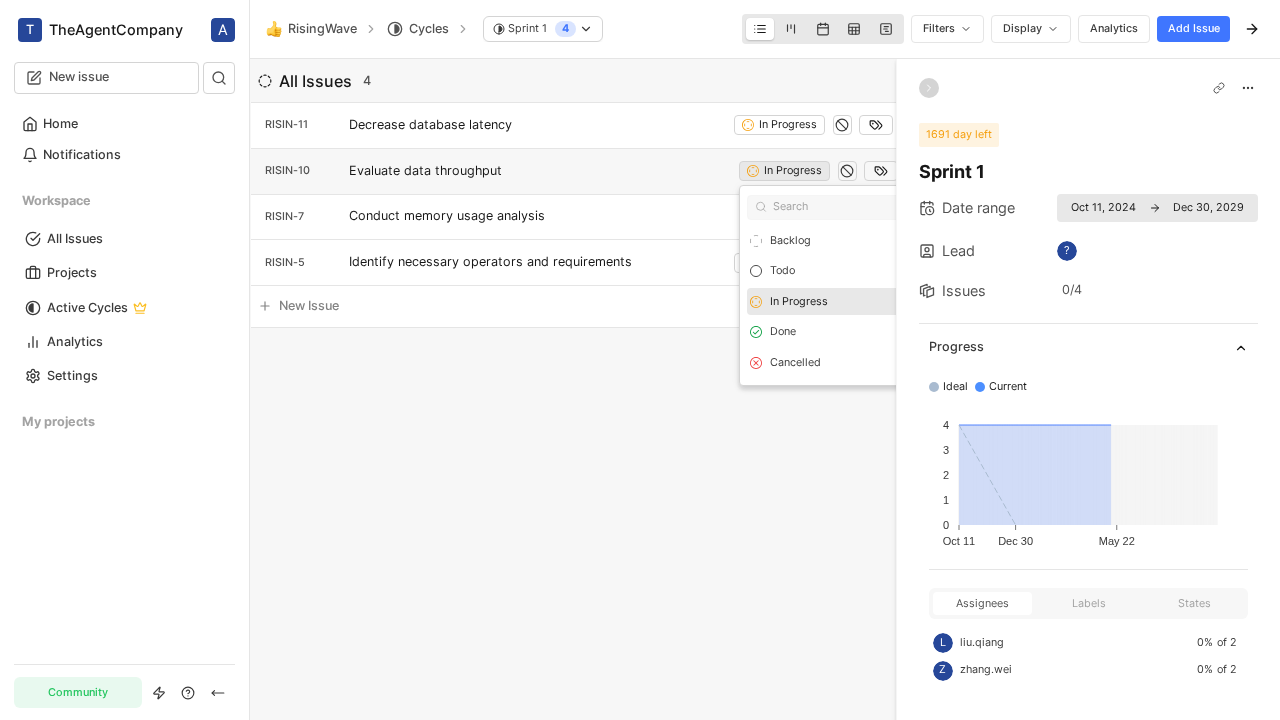 T TheAgentCompany A
New issue
Home
Notifications
Workspace
All Issues
Projects
Active Cycles
Analytics
Settings
My projects
Community
RisingWave Cycles Sprint 1 4
Filters Display Analytics Add Issue
All Issues 4
RISIN-11 Decrease database latency In Progress
RISIN-10 Evaluate data throughput In Progress
RISIN-7 Conduct memory usage analysis
RISIN-5 Identify necessary operators and requirements
New Issue
Search
Backlog
Todo
In Progress
Done
Cancelled
1691 day left
Sprint 1
Date range Oct 11, 2024 Dec 30, 2029
Lead ?
Issues 0/4
Progress
Ideal Current
4
3
2
1
0
Oct 11 Dec 30 May 22
Assignees Labels States
L liu.qiang 0% of 2
Z zhang.wei 0% of 2